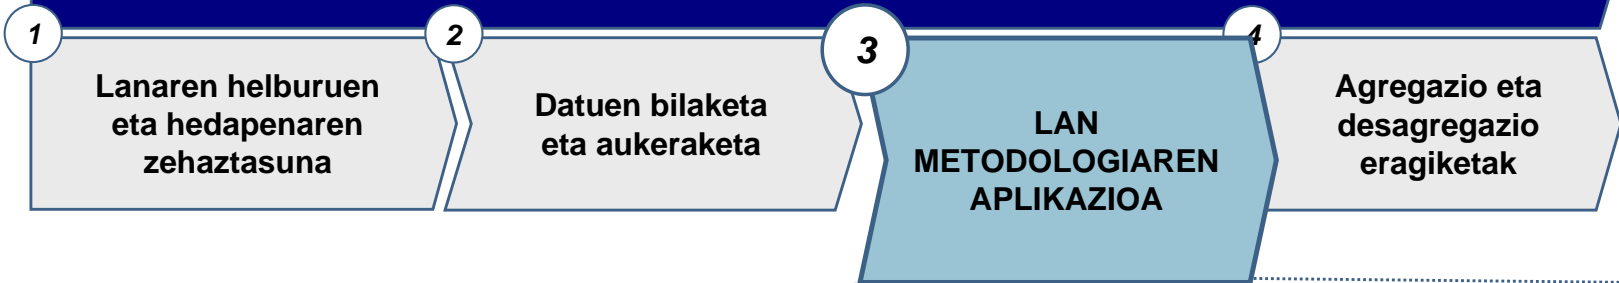 1
Lanaren helburuen
eta hedapenaren
zehaztasuna
2
Datuen bilaketa
eta aukeraketa
3
LAN
METODOLOGIAREN
APLIKAZIOA
4
Agregazio eta
desagregazio
eragiketak